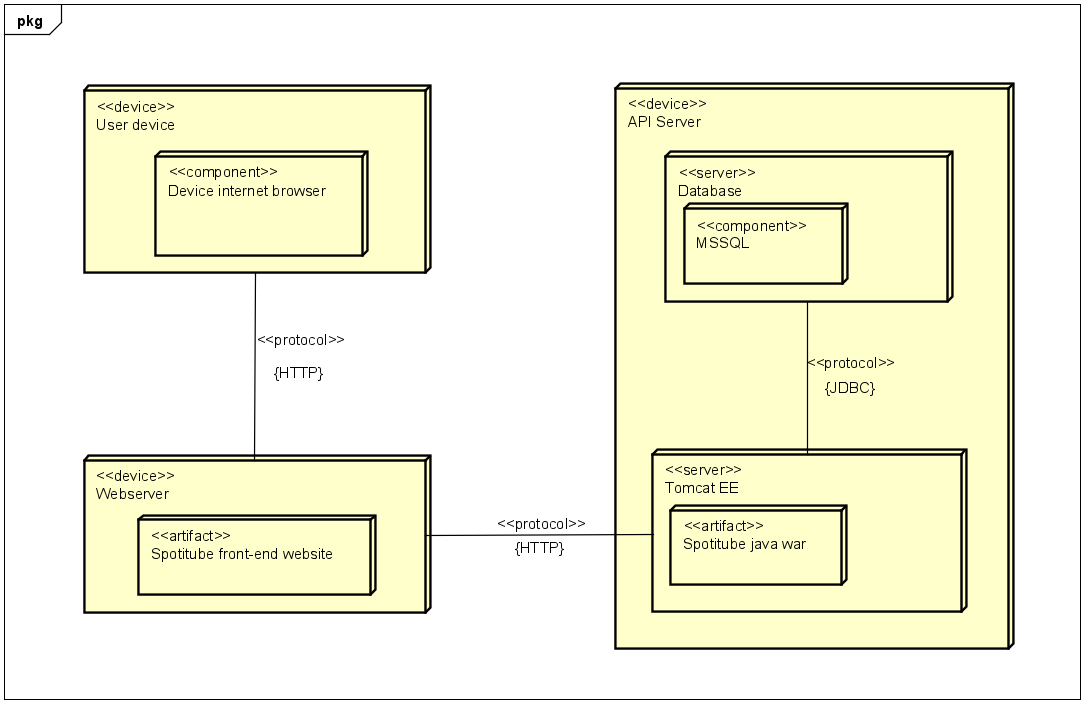 pkg
<<device>>
User device
<<component>>
Device internet browser
<<protocol>>
{HTTP}
<<device>>
Webserver
<<artifact>>
Spotitube front-end website
<<protocol>>
{HTTP}
<<device>>
API Server
<<server>>
Database
<<component>>
MSSQL
<<protocol>>
{JDBC}
<<server>>
Tomcat EE
<<artifact>>
Spotitube java war